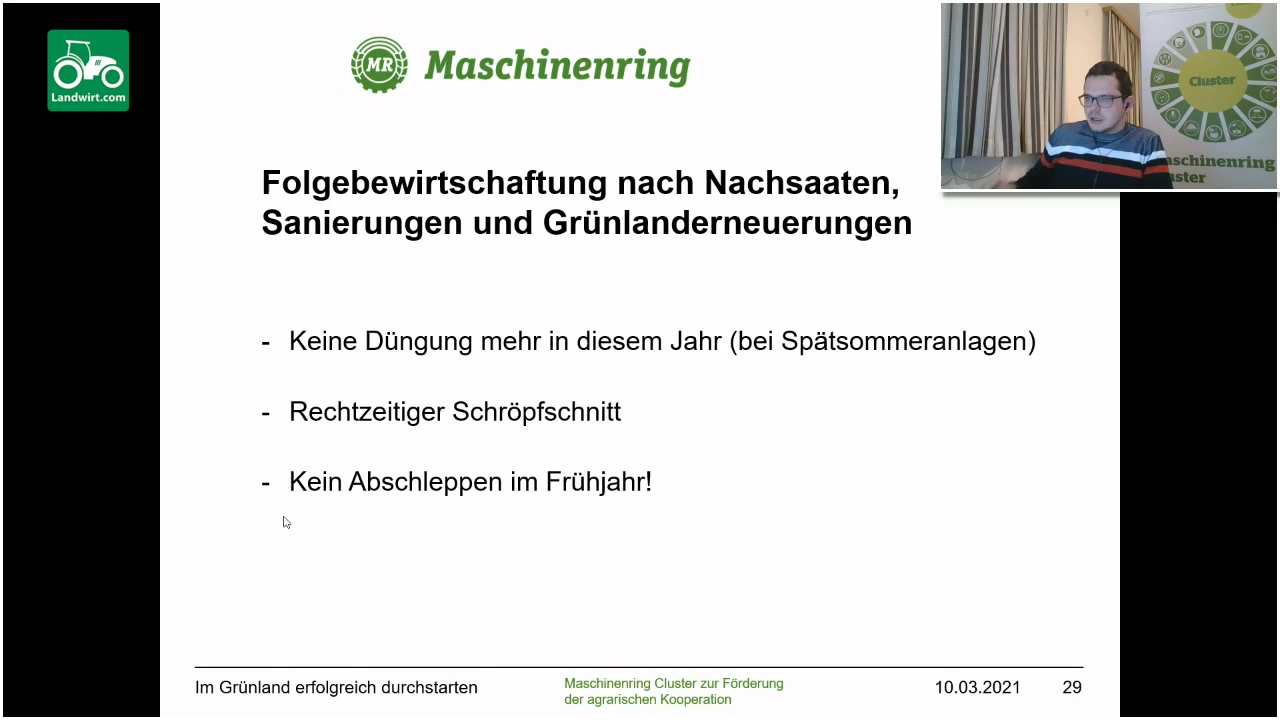 Landwirt.com
MR Maschinenring
Cluster
aschinenring
uster
Folgebewirtschaftung nach Nachsaaten,
Sanierungen und Grünlanderneuerungen
- Keine Düngung mehr in diesem Jahr (bei Spätsommeranlagen)
- Rechtzeitiger Schröpfschnitt
- Kein Abschleppen im Frühjahr!
Im Grünland erfolgreich durchstarten
Maschinenring Cluster zur Förderung
der agrarischen Kooperation
10.03.2021
29